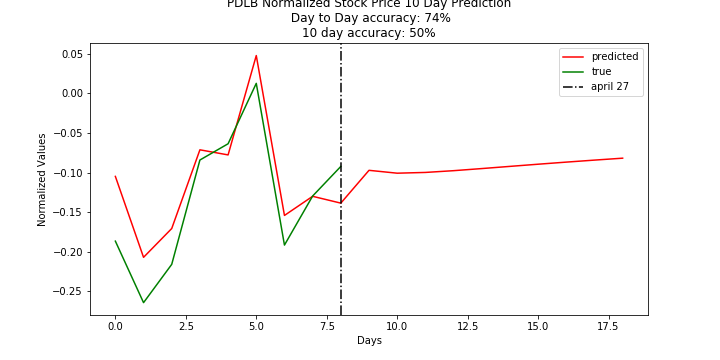 PDLB Normalized Stock Price 10 Day Prediction
Day to Day accuracy: 74%
10 day accuracy: 50%
predicted
true
april 27
Normalized Values
0.05
0.00
−0.05
−0.10
−0.15
−0.20
−0.25
0.0 2.5 5.0 7.5 10.0 12.5 15.0 17.5
Days